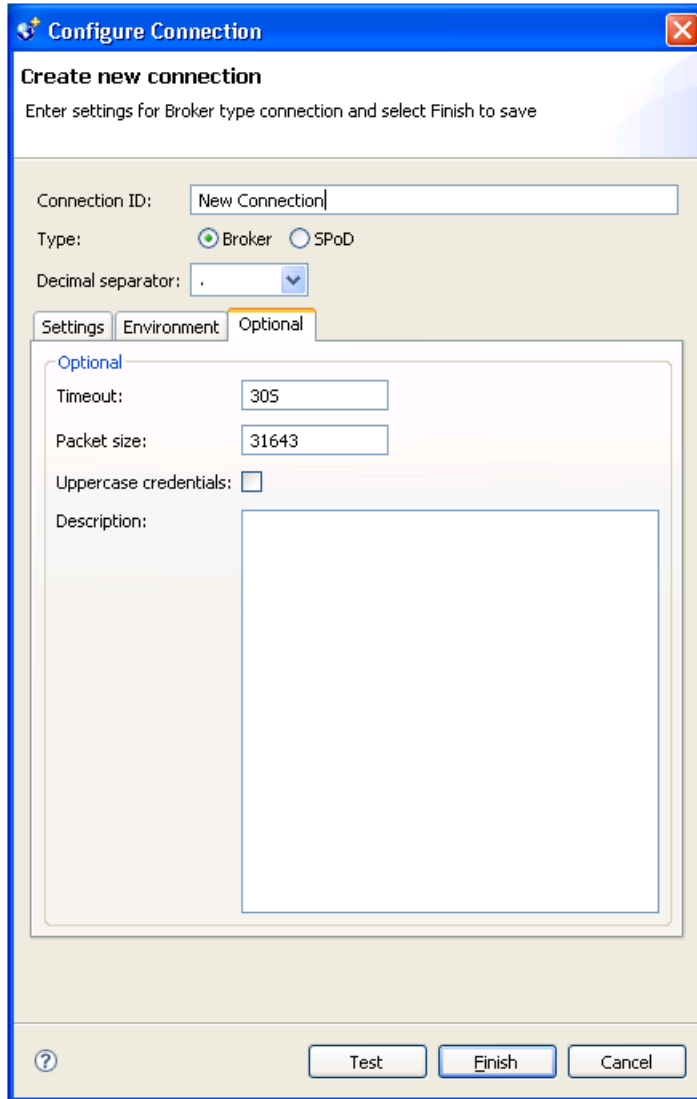 Configure Connection
Create new connection
Enter settings for Broker type connection and select Finish to save
Connection ID: New Connection
Type: Broker SPoD
Decimal separator: .
Settings Environment Optional
Optional
Timeout: 30S
Packet size: 31643
Uppercase credentials:
Description:
? Test Finish Cancel